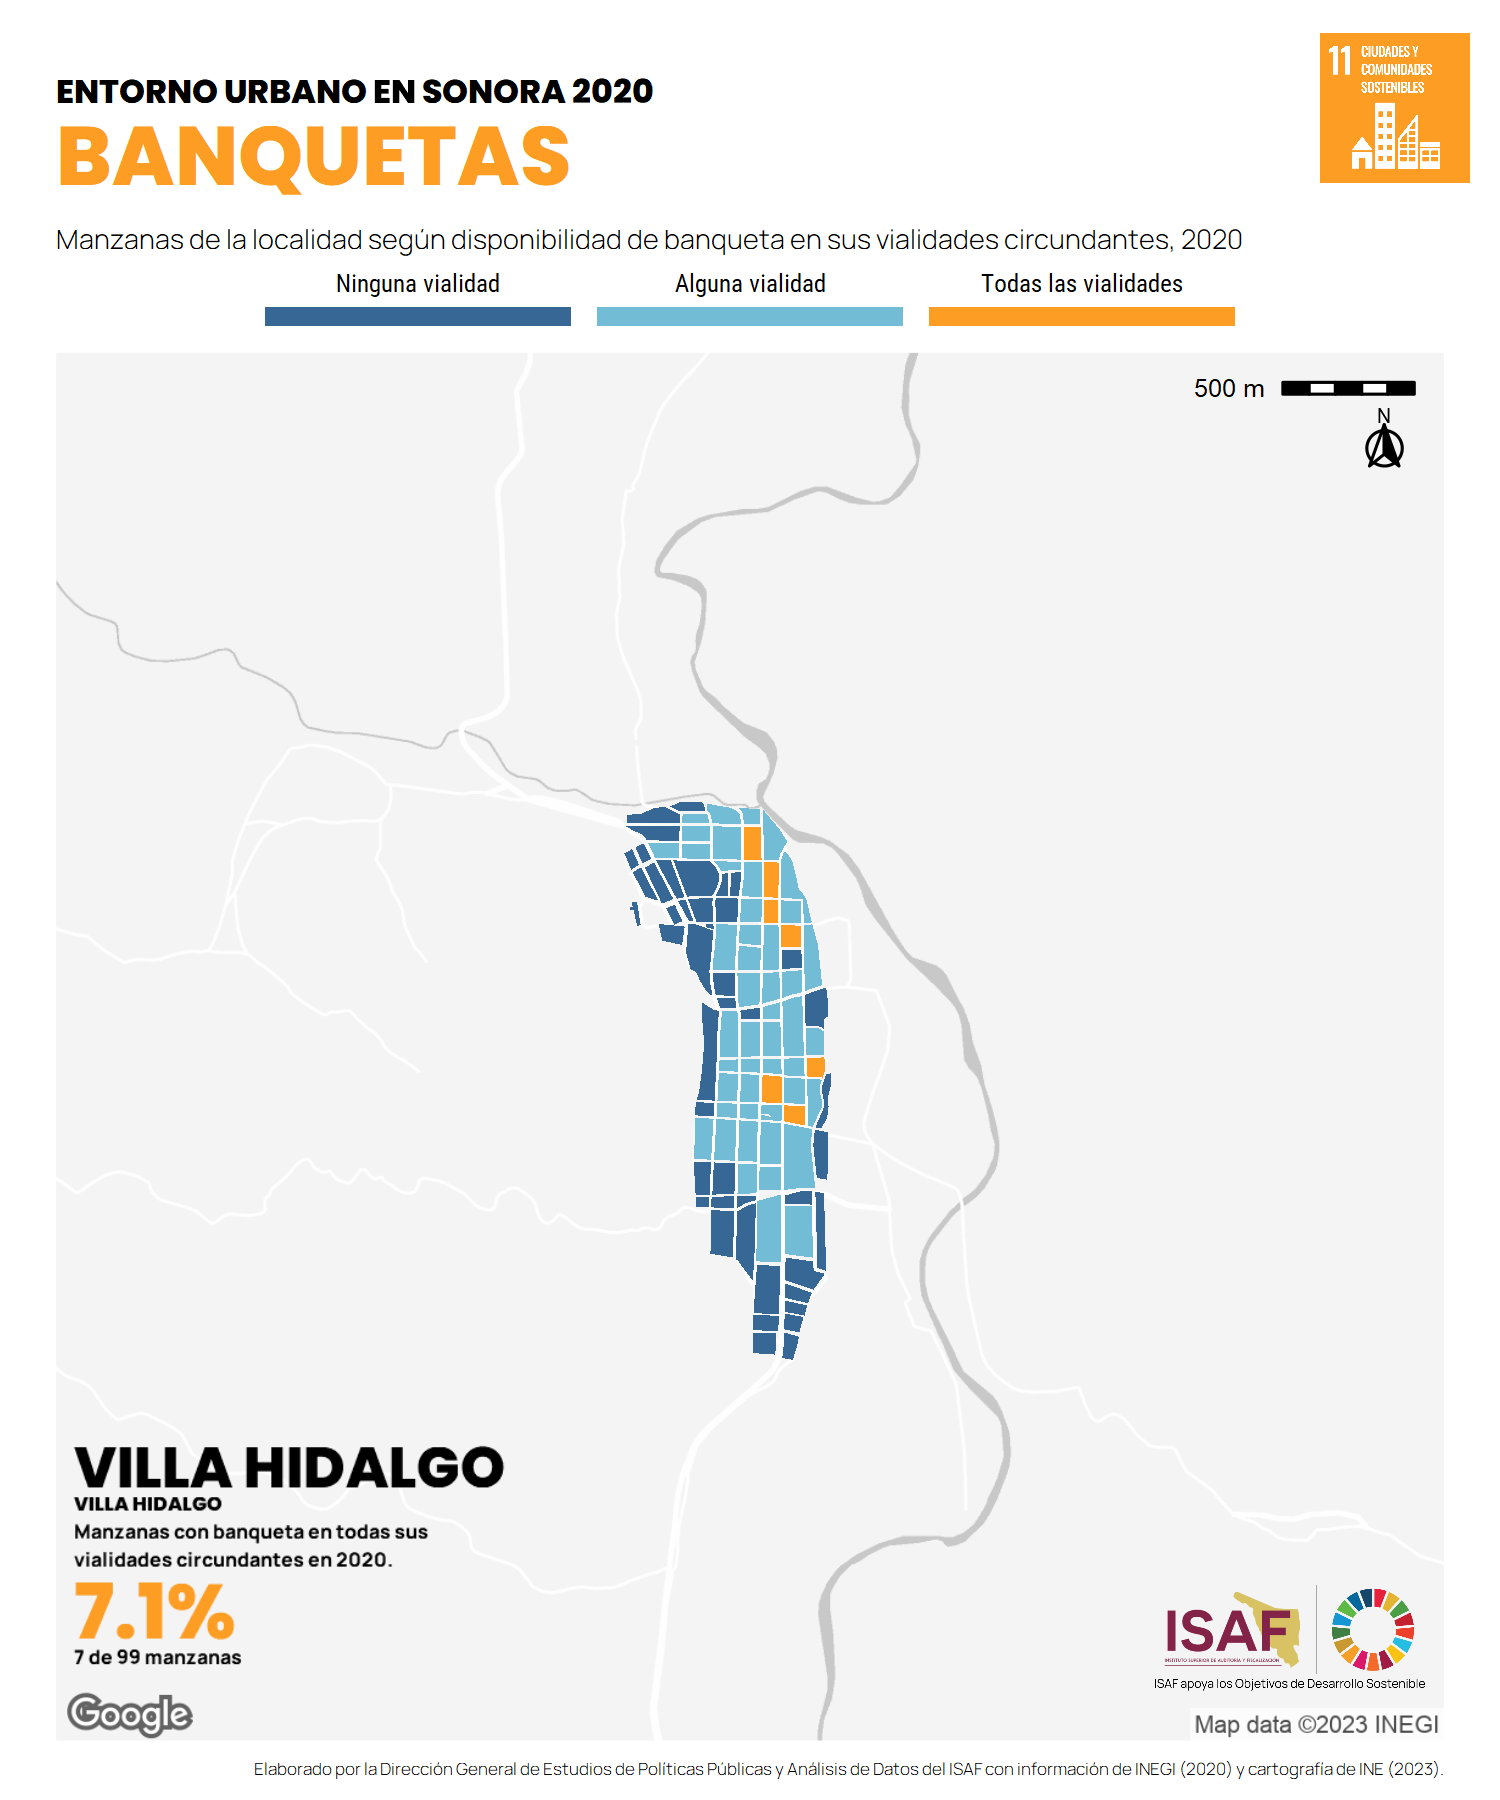 11 CIUDADES Y
COMUNIDADES
SOSTENIBLES
ENTORNO URBANO EN SONORA 2020
BANQUETAS
Manzanas de la localidad según disponibilidad de banqueta en sus vialidades circundantes, 2020
Ninguna vialidad
Alguna vialidad
Todas las vialidades
500 m
N
VILLA HIDALGO
VILLA HIDALGO
Manzanas con banqueta en todas sus
vialidades circundantes en 2020.
7.1%
7 de 99 manzanas
Google
ISAF
INSTITUTO SUPERIOR DE AUDITORÍA Y FISCALIZACIÓN
ISAF apoya los Objetivos de Desarrollo Sostenible
Map data ©2023 INEGI
Elaborado por la Dirección General de Estudios de Políticas Públicas y Análisis de Datos del ISAF con información de INEGI (2020) y cartografía de INE (2023).